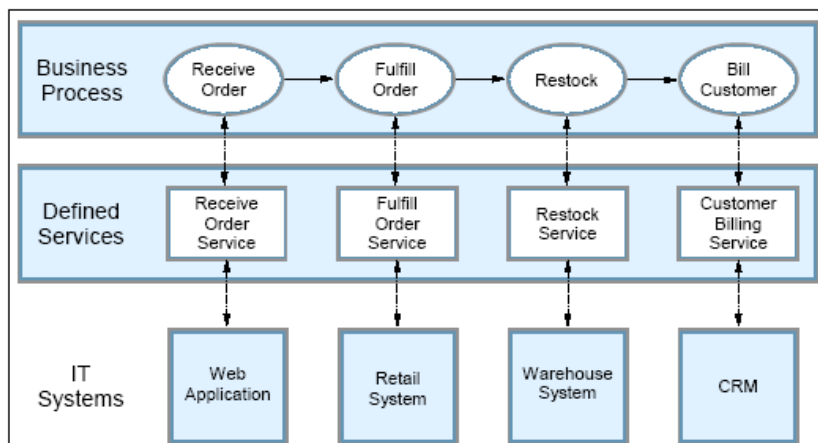 Business
Process
Receive
Order
Fulfill
Order
Restock
Bill
Customer
Defined
Services
Receive
Order
Service
Fulfill
Order
Service
Restock
Service
Customer
Billing
Service
IT
Systems
Web
Application
Retail
System
Warehouse
System
CRM